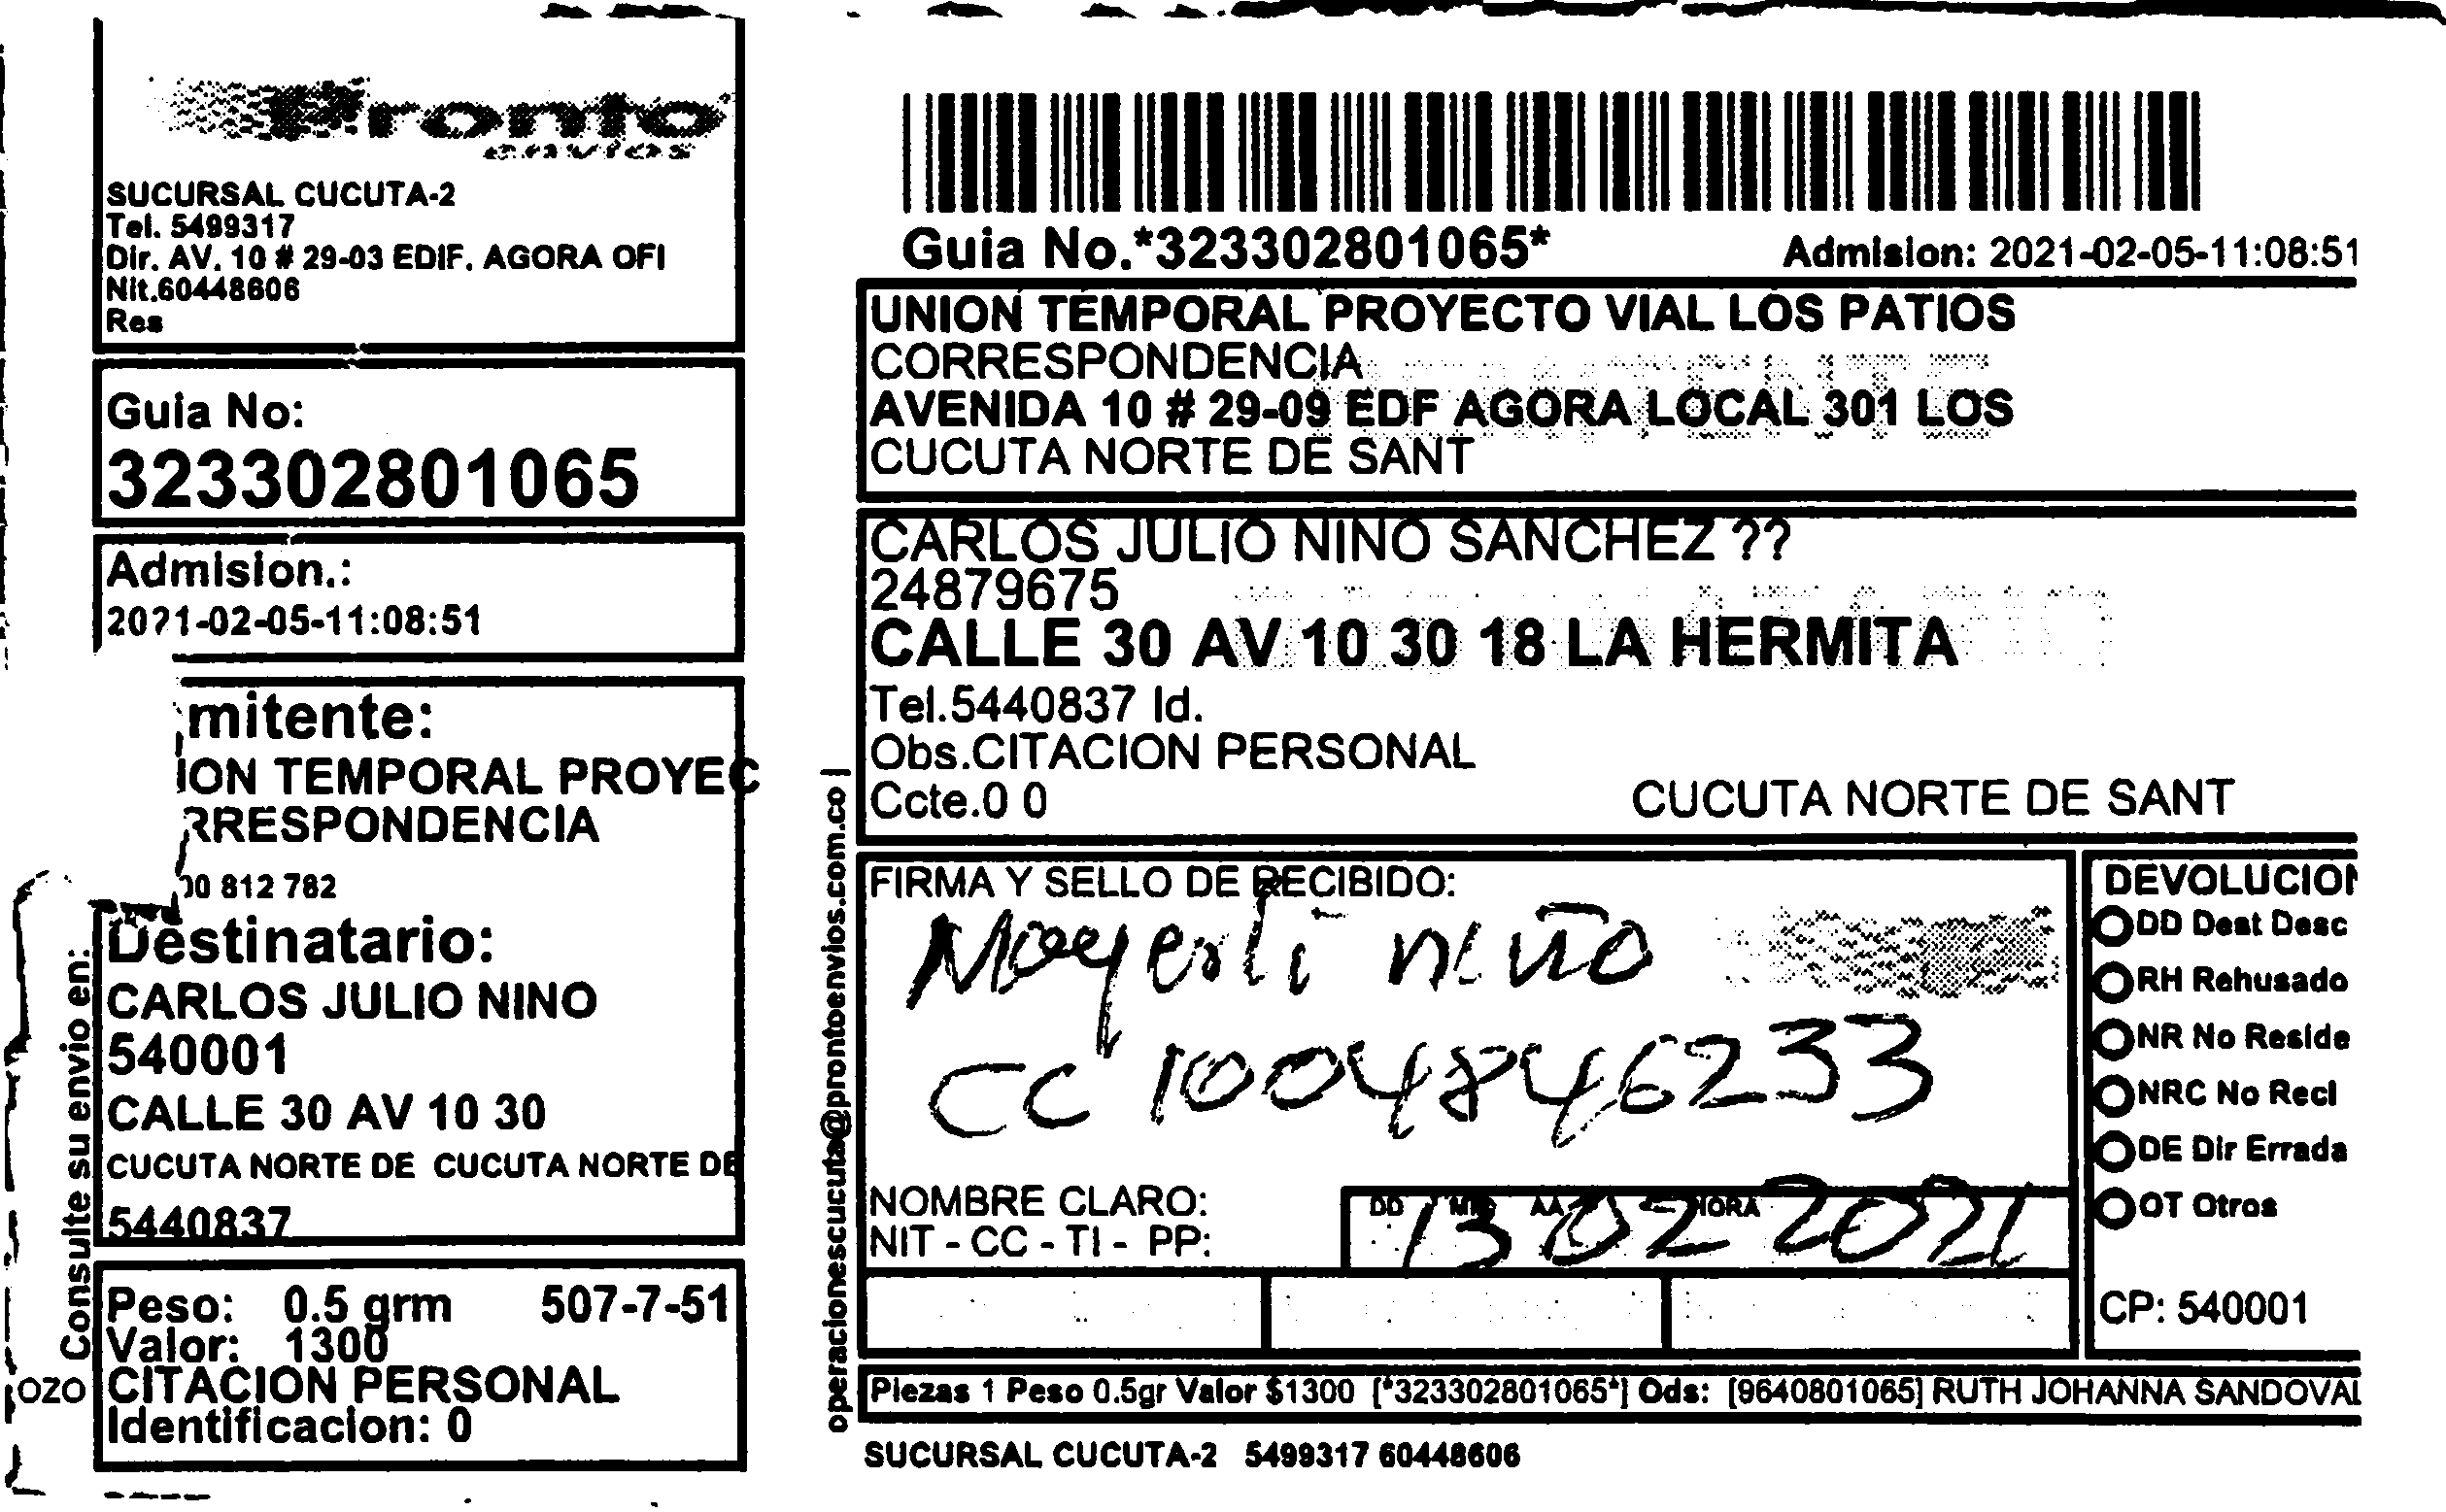 Pronto
envios
SUCURSAL CUCUTA-2
Tel. 5499317
Dir. AV. 10 # 29-03 EDIF. AGORA OFI
Nit.60448606
Res
Guia No:
323302801065
Admision.:
2021-02-05-11:08:51
mitente:
ION TEMPORAL PROYEC
RRESPONDENCIA
00 812 782
Destinatario:
CARLOS JULIO NINO
540001
CALLE 30 AV 10 30
CUCUTA NORTE DE CUCUTA NORTE DE
5440837
Peso: 0.5 grm 507-7-51
Valor: 1300
CITACION PERSONAL
Identificacion: 0
Consulte su envio en:
OZO
operacionescucuta@prontoenvios.com.co |
Guia No.*323302801065* Admision: 2021-02-05-11:08:51
UNION TEMPORAL PROYECTO VIAL LOS PATIOS
CORRESPONDENCIA
AVENIDA 10 # 29-09 EDF AGORA LOCAL 301 LOS
CUCUTA NORTE DE SANT
CARLOS JULIO NINO SANCHEZ ??
24879675
CALLE 30 AV 10 30 18 LA HERMITA
Tel.5440837 Id.
Obs.CITACION PERSONAL
Ccte.0 0 CUCUTA NORTE DE SANT
FIRMA Y SELLO DE RECIBIDO:
Mayerli niño
CC 1004846233
NOMBRE CLARO:
NIT - CC - TI - PP:
DD MM AA HORA
13 02 2021
DEVOLUCION
DD Dest Desc
RH Rehusado
NR No Reside
NRC No Recl
DE Dir Errada
OT Otros
CP: 540001
Piezas 1 Peso 0.5gr Valor $1300 [*323302801065*] Ods: [9640801065] RUTH JOHANNA SANDOVAL
SUCURSAL CUCUTA-2 5499317 60448606